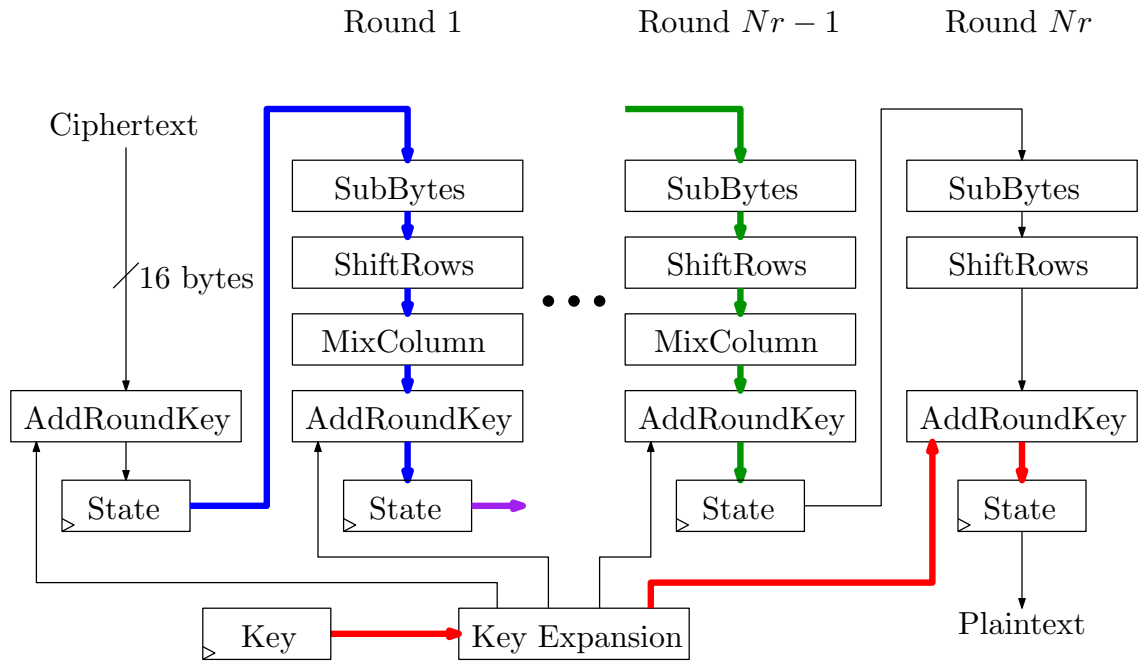 Round 1
Round Nr − 1
Round Nr
Ciphertext
16 bytes
SubBytes
SubBytes
SubBytes
ShiftRows
ShiftRows
ShiftRows
MixColumn
MixColumn
AddRoundKey
AddRoundKey
AddRoundKey
AddRoundKey
State
State
State
State
Key
Key Expansion
Plaintext